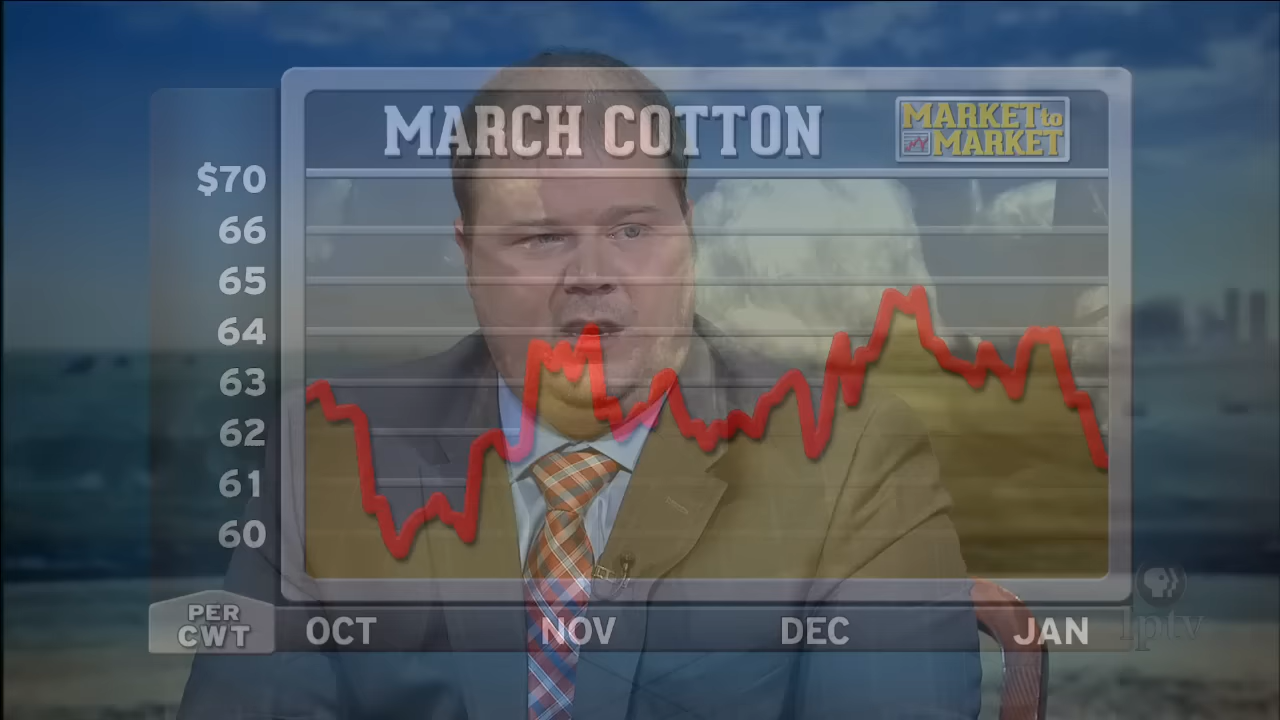 MARCH COTTON
MARKET to
MARKET
$70
66
65
64
63
62
61
60
PER
CWT
OCT NOV DEC JAN
iptv